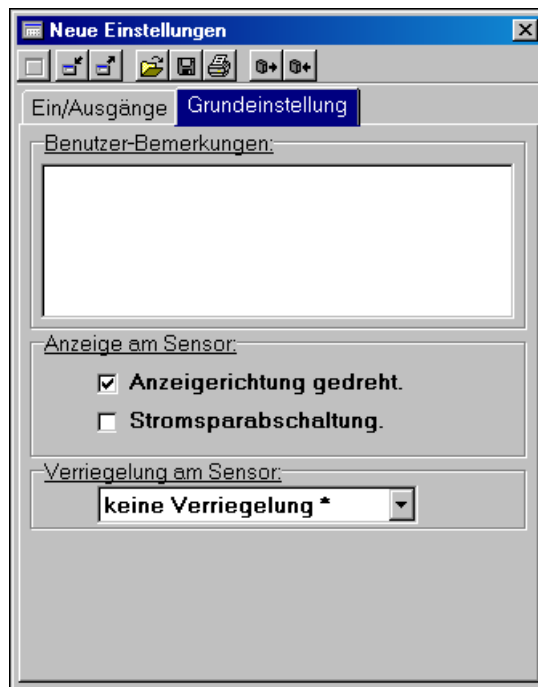 Neue Einstellungen
Ein/Ausgänge Grundeinstellung
Benutzer-Bemerkungen:
Anzeige am Sensor:
Anzeigerichtung gedreht.
Stromsparabschaltung.
Verriegelung am Sensor:
keine Verriegelung *